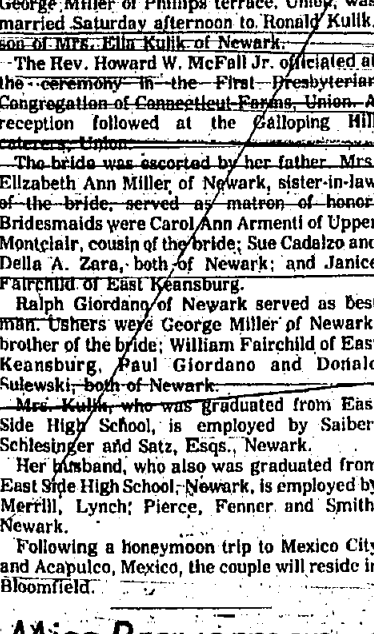 George Miller of Phillips terrace, Union, was
married Saturday afternoon to Ronald Kulik,
son of Mrs. Ella Kulik of Newark.
The Rev. Howard W. McFall Jr. officiated at
the ceremony in the First Presbyterian
Congregation of Connecticut Farms, Union. A
reception followed at the Galloping Hill
caterers, Union.
The bride was escorted by her father. Mrs.
Elizabeth Ann Miller, of Newark, sister-in-law
of the bride, served as matron of honor.
Bridesmaids were Carol Ann Armenti of Upper
Montclair, cousin of the bride; Sue Cadalzo and
Della A. Zara, both of Newark; and Janice
Fairchild of East Keansburg.
Ralph Giordano of Newark served as best
man. Ushers were George Miller of Newark
brother of the bride; William Fairchild of East
Keansburg, Paul Giordano and Donald
Sulewski, both of Newark.
Mrs. Kulik, who was graduated from East
Side High School, is employed by Saiber,
Schlesinger and Satz, Esqs., Newark.
Her husband, who also was graduated from
East Side High School, Newark, is employed by
Merrill, Lynch, Pierce, Fenner and Smith,
Newark.
Following a honeymoon trip to Mexico City
and Acapulco, Mexico, the couple will reside in
Bloomfield.
Miss